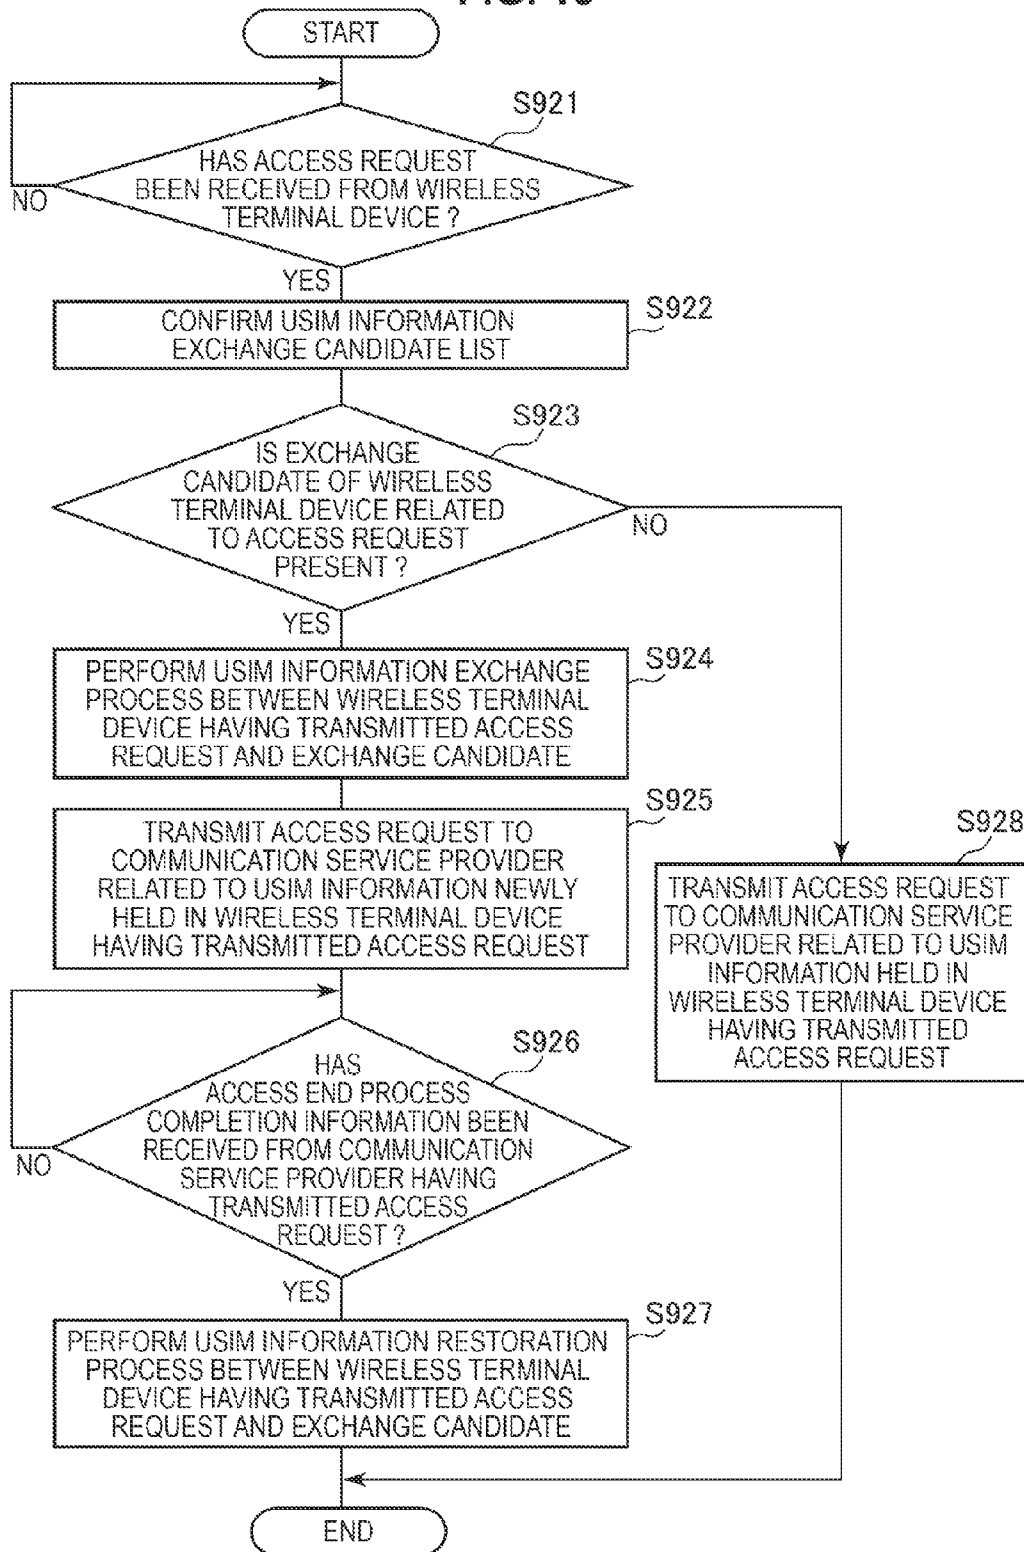 START
S921
HAS ACCESS REQUEST
BEEN RECEIVED FROM WIRELESS
TERMINAL DEVICE ?
NO
YES
S922
CONFIRM USIM INFORMATION
EXCHANGE CANDIDATE LIST
S923
IS EXCHANGE
CANDIDATE OF WIRELESS
TERMINAL DEVICE RELATED
TO ACCESS REQUEST
PRESENT ?
NO
YES
S924
PERFORM USIM INFORMATION EXCHANGE
PROCESS BETWEEN WIRELESS TERMINAL
DEVICE HAVING TRANSMITTED ACCESS
REQUEST AND EXCHANGE CANDIDATE
S925
TRANSMIT ACCESS REQUEST TO
COMMUNICATION SERVICE PROVIDER
RELATED TO USIM INFORMATION NEWLY
HELD IN WIRELESS TERMINAL DEVICE
HAVING TRANSMITTED ACCESS REQUEST
S928
TRANSMIT ACCESS REQUEST
TO COMMUNICATION SERVICE
PROVIDER RELATED TO USIM
INFORMATION HELD IN
WIRELESS TERMINAL DEVICE
HAVING TRANSMITTED
ACCESS REQUEST
S926
HAS
ACCESS END PROCESS
COMPLETION INFORMATION BEEN
RECEIVED FROM COMMUNICATION
SERVICE PROVIDER HAVING
TRANSMITTED ACCESS
REQUEST ?
NO
YES
S927
PERFORM USIM INFORMATION RESTORATION
PROCESS BETWEEN WIRELESS TERMINAL
DEVICE HAVING TRANSMITTED ACCESS
REQUEST AND EXCHANGE CANDIDATE
END